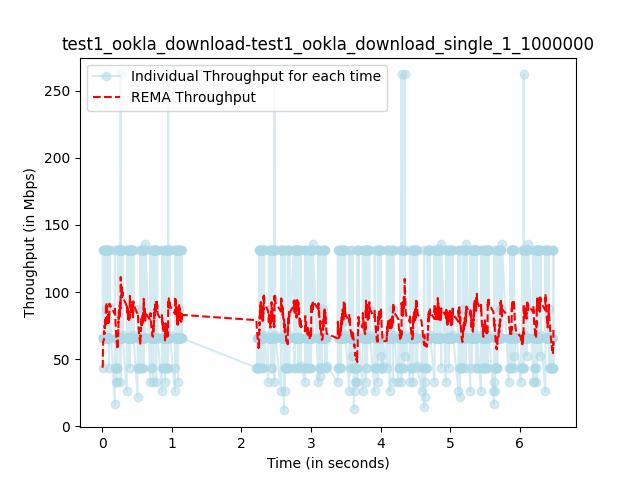 test1_ookla_download-test1_ookla_download_single_1_1000000
Individual Throughput for each time
REMA Throughput
Throughput (in Mbps)
250
200
150
100
50
0
0 1 2 3 4 5 6
Time (in seconds)